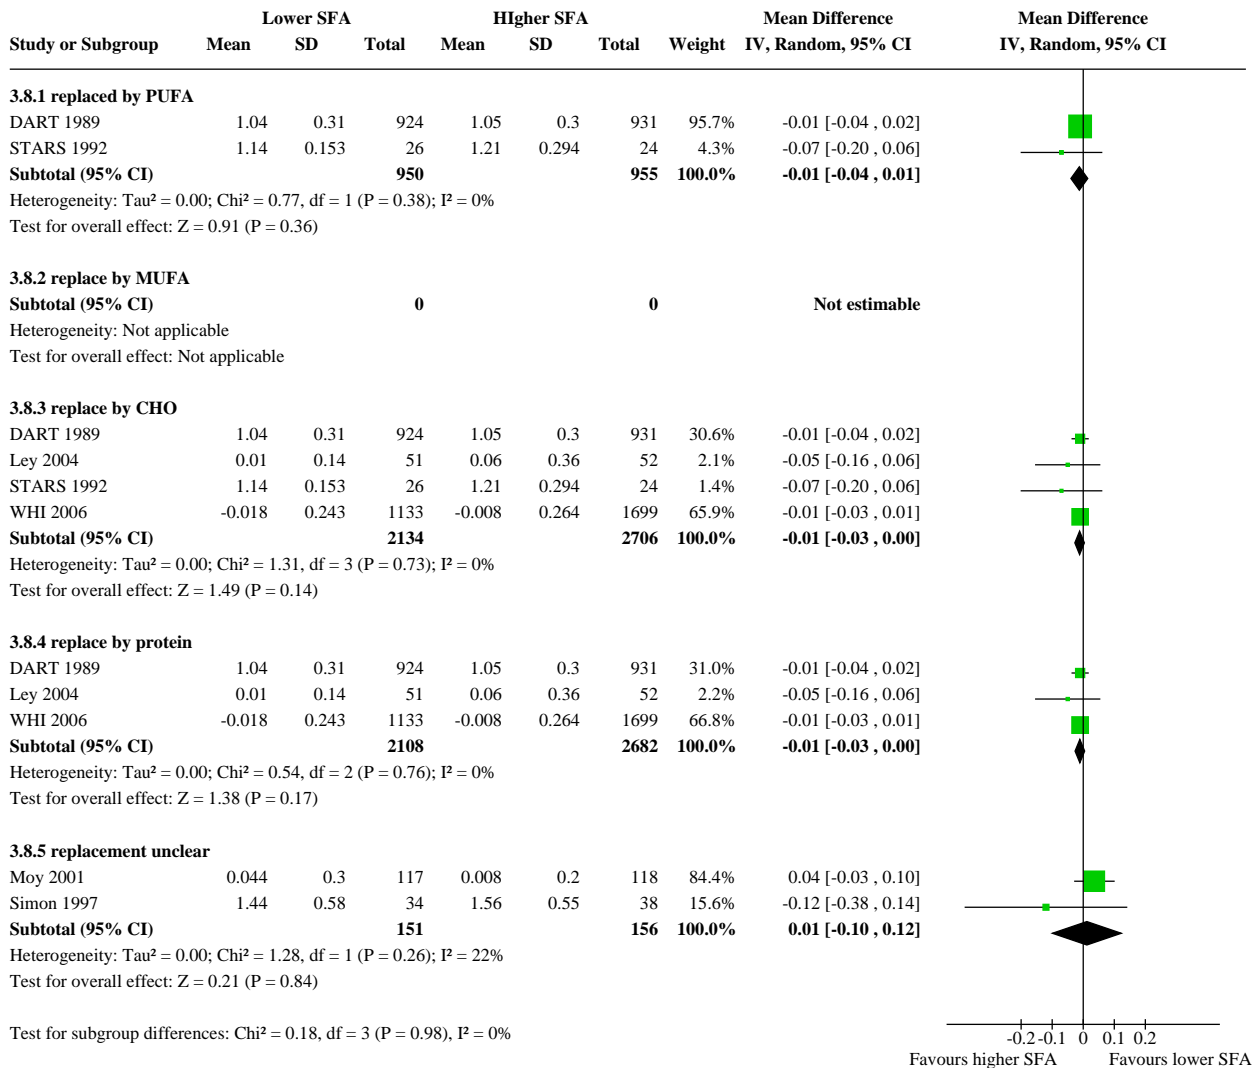 Lower SFA HIgher SFA Mean Difference Mean Difference
Study or Subgroup Mean SD Total Mean SD Total Weight IV, Random, 95% CI IV, Random, 95% CI
3.8.1 replaced by PUFA
DART 1989 1.04 0.31 924 1.05 0.3 931 95.7% -0.01 [-0.04 , 0.02]
STARS 1992 1.14 0.153 26 1.21 0.294 24 4.3% -0.07 [-0.20 , 0.06]
Subtotal (95% CI) 950 955 100.0% -0.01 [-0.04 , 0.01]
Heterogeneity: Tau² = 0.00; Chi² = 0.77, df = 1 (P = 0.38); I² = 0%
Test for overall effect: Z = 0.91 (P = 0.36)
3.8.2 replace by MUFA
Subtotal (95% CI) 0 0 Not estimable
Heterogeneity: Not applicable
Test for overall effect: Not applicable
3.8.3 replace by CHO
DART 1989 1.04 0.31 924 1.05 0.3 931 30.6% -0.01 [-0.04 , 0.02]
Ley 2004 0.01 0.14 51 0.06 0.36 52 2.1% -0.05 [-0.16 , 0.06]
STARS 1992 1.14 0.153 26 1.21 0.294 24 1.4% -0.07 [-0.20 , 0.06]
WHI 2006 -0.018 0.243 1133 -0.008 0.264 1699 65.9% -0.01 [-0.03 , 0.01]
Subtotal (95% CI) 2134 2706 100.0% -0.01 [-0.03 , 0.00]
Heterogeneity: Tau² = 0.00; Chi² = 1.31, df = 3 (P = 0.73); I² = 0%
Test for overall effect: Z = 1.49 (P = 0.14)
3.8.4 replace by protein
DART 1989 1.04 0.31 924 1.05 0.3 931 31.0% -0.01 [-0.04 , 0.02]
Ley 2004 0.01 0.14 51 0.06 0.36 52 2.2% -0.05 [-0.16 , 0.06]
WHI 2006 -0.018 0.243 1133 -0.008 0.264 1699 66.8% -0.01 [-0.03 , 0.01]
Subtotal (95% CI) 2108 2682 100.0% -0.01 [-0.03 , 0.00]
Heterogeneity: Tau² = 0.00; Chi² = 0.54, df = 2 (P = 0.76); I² = 0%
Test for overall effect: Z = 1.38 (P = 0.17)
3.8.5 replacement unclear
Moy 2001 0.044 0.3 117 0.008 0.2 118 84.4% 0.04 [-0.03 , 0.10]
Simon 1997 1.44 0.58 34 1.56 0.55 38 15.6% -0.12 [-0.38 , 0.14]
Subtotal (95% CI) 151 156 100.0% 0.01 [-0.10 , 0.12]
Heterogeneity: Tau² = 0.00; Chi² = 1.28, df = 1 (P = 0.26); I² = 22%
Test for overall effect: Z = 0.21 (P = 0.84)
Test for subgroup differences: Chi² = 0.18, df = 3 (P = 0.98), I² = 0%
-0.2 -0.1 0 0.1 0.2
Favours higher SFA Favours lower SFA